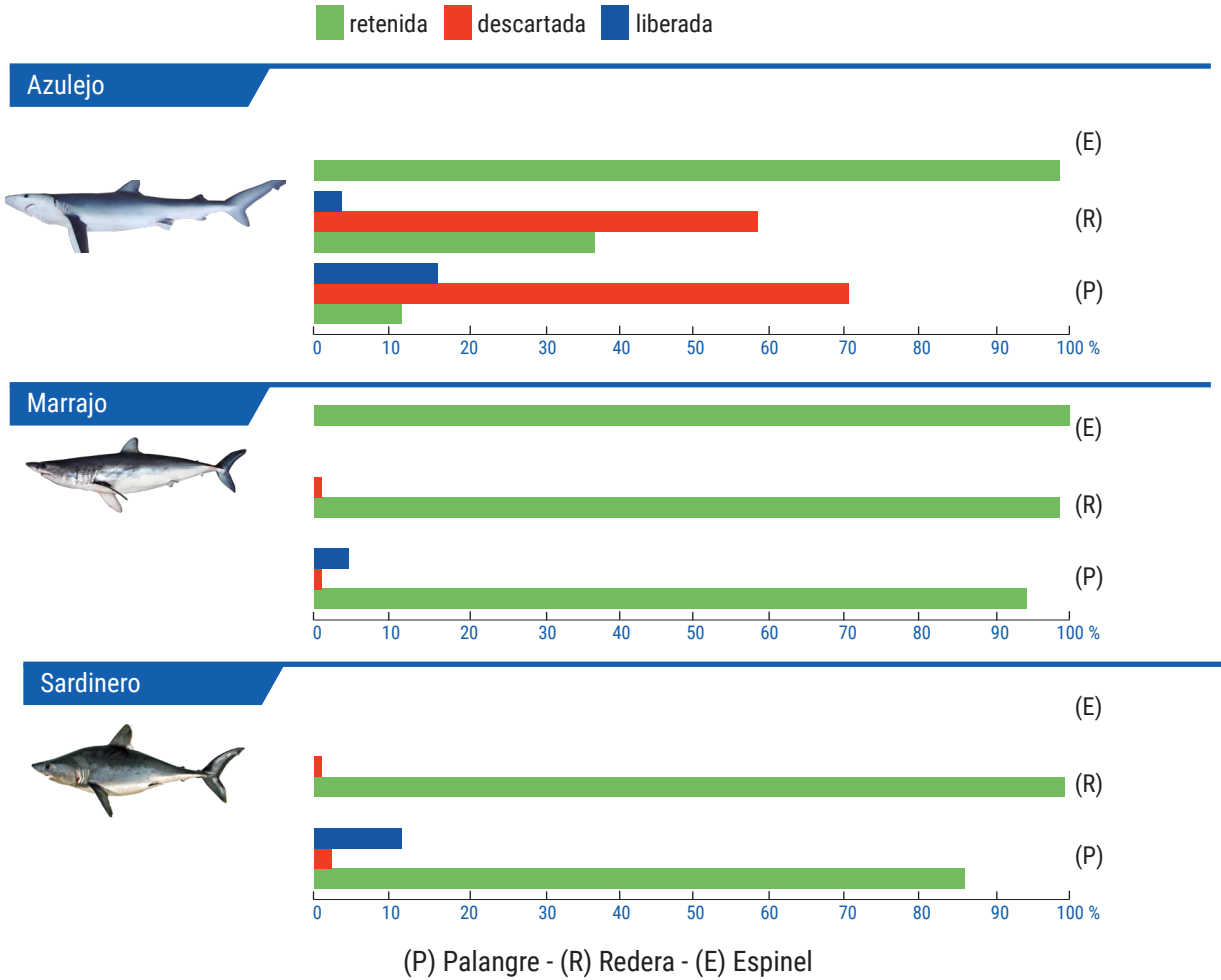 retenida descartada liberada
Azulejo
(E)
(R)
(P)
0 10 20 30 40 50 60 70 80 90 100 %
Marrajo
(E)
(R)
(P)
0 10 20 30 40 50 60 70 80 90 100 %
Sardinero
(E)
(R)
(P)
0 10 20 30 40 50 60 70 80 90 100 %
(P) Palangre - (R) Redera - (E) Espinel